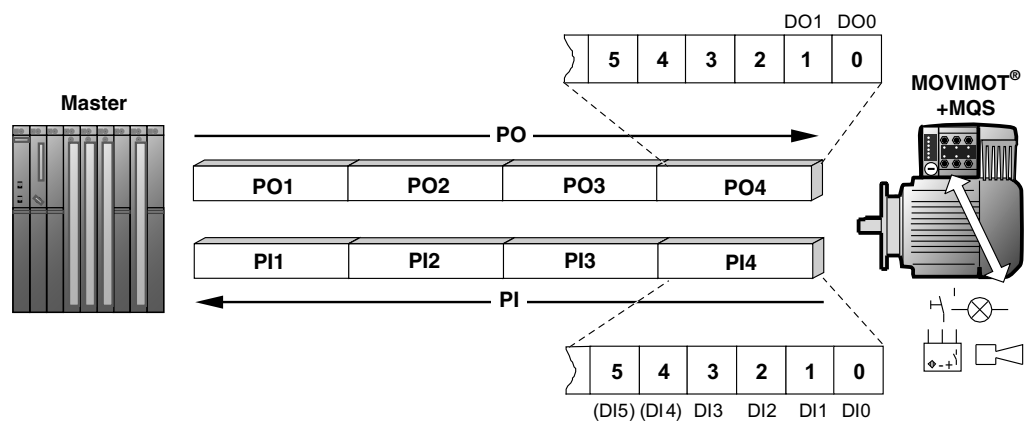 DO1 DO0
5 4 3 2 1 0
MOVIMOT®
+MQS
Master
PO
PO1 PO2 PO3 PO4
PI1 PI2 PI3 PI4
PI
5 4 3 2 1 0
(DI5) (DI4) DI3 DI2 DI1 DI0